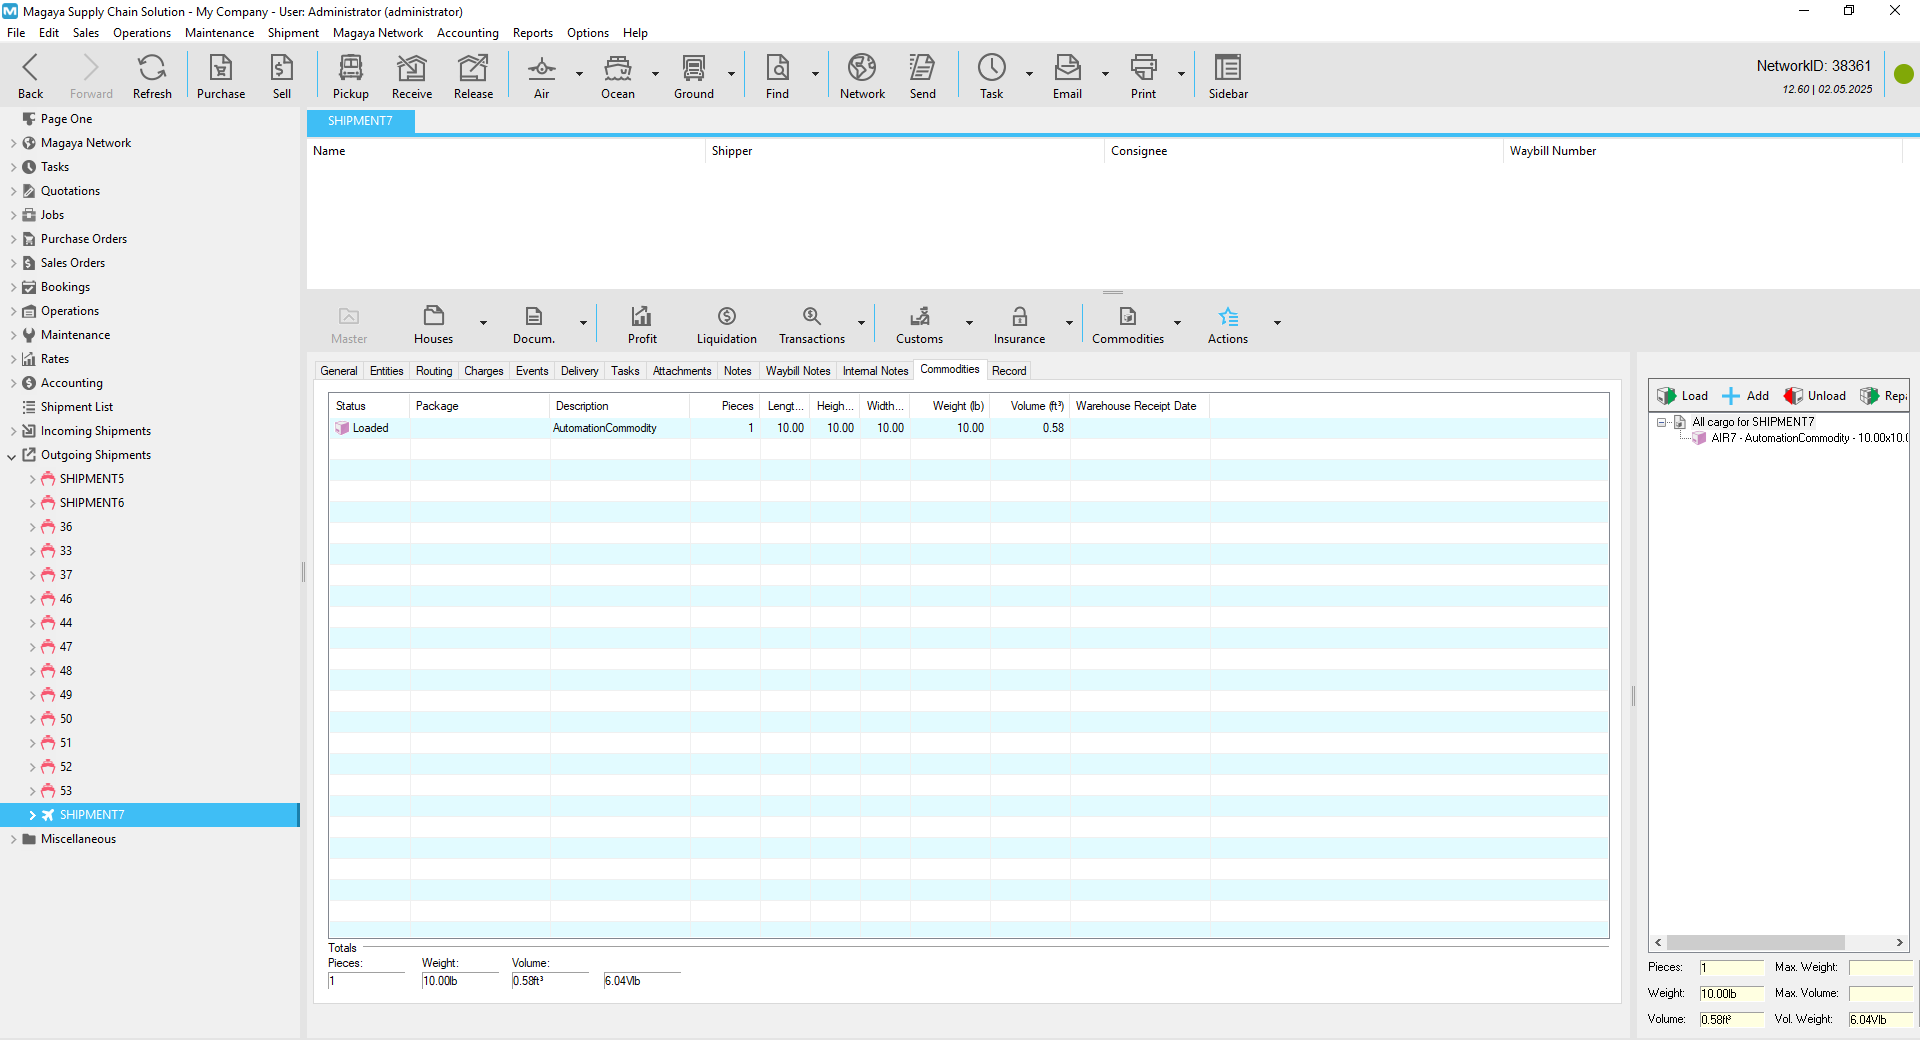 Magaya Supply Chain Solution - My Company - User: Administrator (administrator)
File Edit Sales Operations Maintenance Shipment Magaya Network Accounting Reports Options Help
Back Forward Refresh Purchase Sell Pickup Receive Release Air Ocean Ground Find Network Send Task Email Print Sidebar
NetworkID: 38361
12.60 | 02.05.2025
Page One
Magaya Network
Tasks
Quotations
Jobs
Purchase Orders
Sales Orders
Bookings
Operations
Maintenance
Rates
Accounting
Shipment List
Incoming Shipments
Outgoing Shipments
SHIPMENT5
SHIPMENT6
36
33
37
46
44
47
48
49
50
51
52
53
SHIPMENT7
Miscellaneous
SHIPMENT7
Name Shipper Consignee Waybill Number
Master Houses Docum. Profit Liquidation Transactions Customs Insurance Commodities Actions
General Entities Routing Charges Events Delivery Tasks Attachments Notes Waybill Notes Internal Notes Commodities Record
Status Package Description Pieces Lengt... Heigh... Width... Weight (lb) Volume (ft³) Warehouse Receipt Date
Loaded AutomationCommodity 1 10.00 10.00 10.00 10.00 0.58
Totals
Pieces: Weight: Volume:
1 10.00lb 0.58ft³ 6.04Vlb
Load Add Unload Repa
All cargo for SHIPMENT7
AIR7 - AutomationCommodity - 10.00x10.0
Pieces: 1 Max. Weight:
Weight: 10.00lb Max. Volume:
Volume: 0.58ft³ Vol. Weight: 6.04Vlb